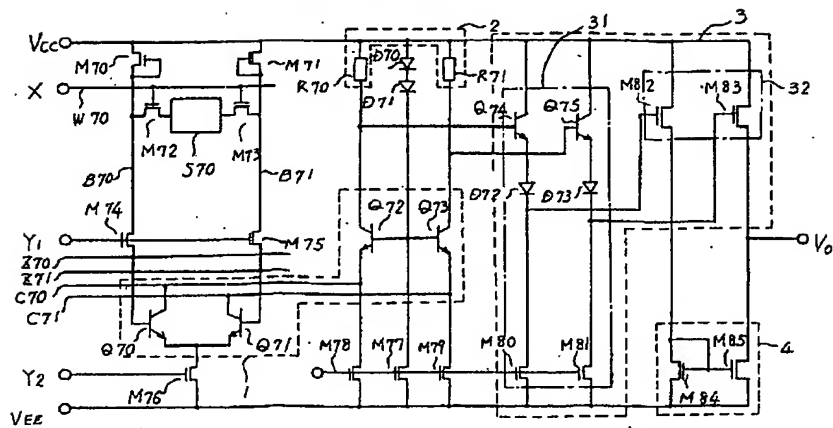 2
31
3
Vcc
M70
M71
D70
R70
R71
D71
M82
M83
32
X
W70
Q74
Q75
M72
S70
M73
B70
B71
D72
D73
M74
Q72
Q73
Y1
M75
Z70
Z71
C70
C71
Vo
Q70
Q71
M78
M77
M79
M80
M81
M85
4
Y2
M76
1
M84
VEE